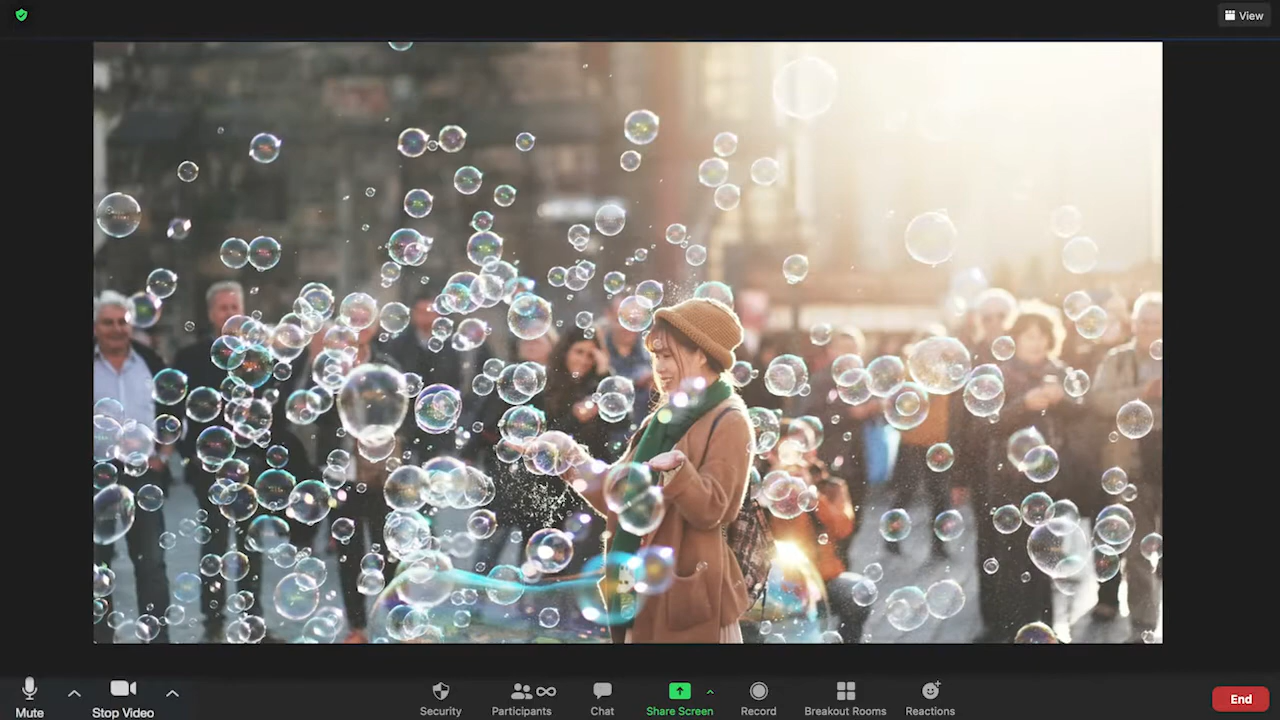 View
Mute
Stop Video
Security
Participants
Chat
Share Screen
Record
Breakout Rooms
Reactions
End